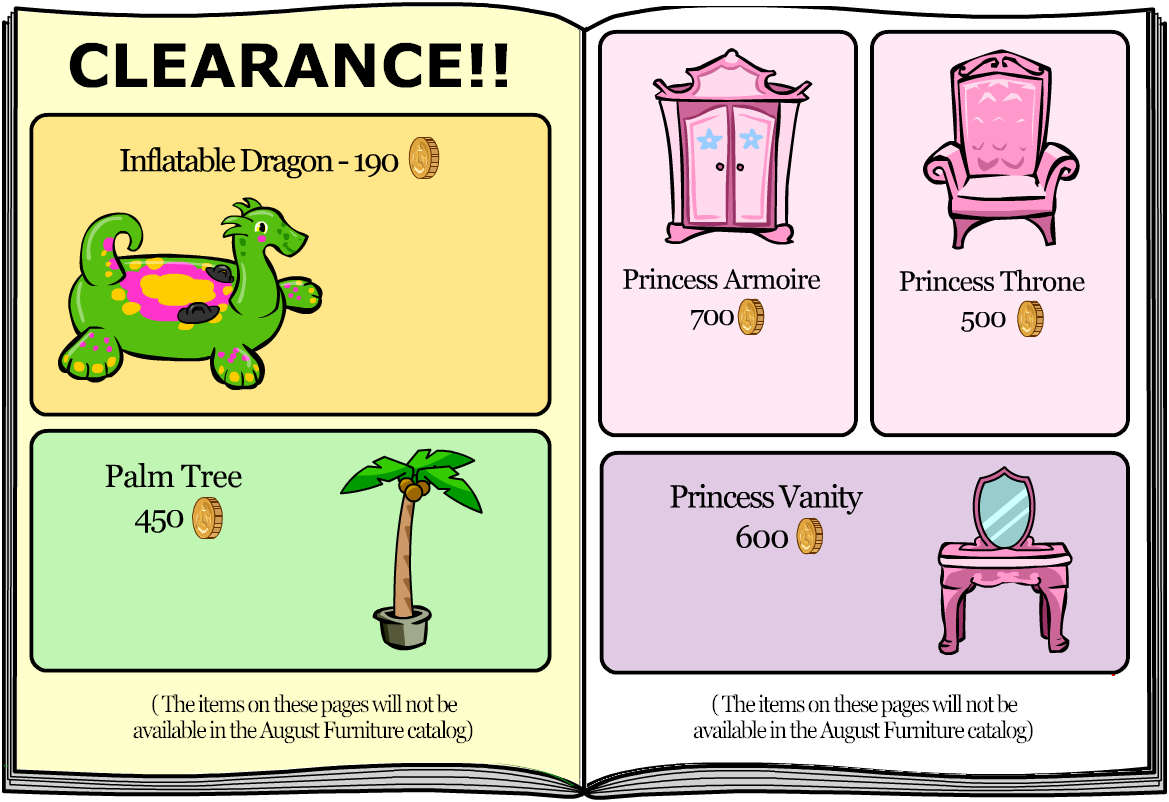 CLEARANCE!!
Inflatable Dragon - 190
Palm Tree
450
( The items on these pages will not be
available in the August Furniture catalog)
Princess Armoire
700
Princess Throne
500
Princess Vanity
600
( The items on these pages will not be
available in the August Furniture catalog)